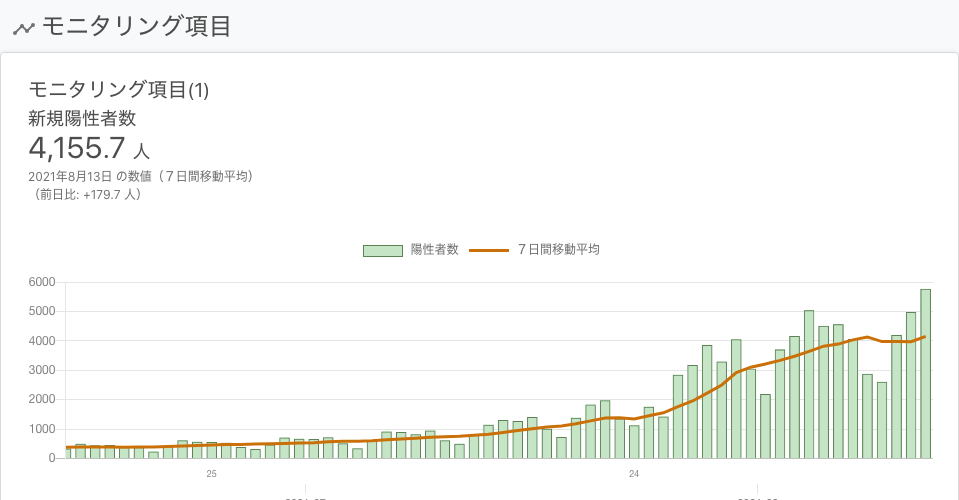 モニタリング項目
モニタリング項目(1)
新規陽性者数
4,155.7 人
2021年8月13日 の数値（７日間移動平均）
（前日比: +179.7 人）
陽性者数 ７日間移動平均
6000
5000
4000
3000
2000
1000
0
25 24